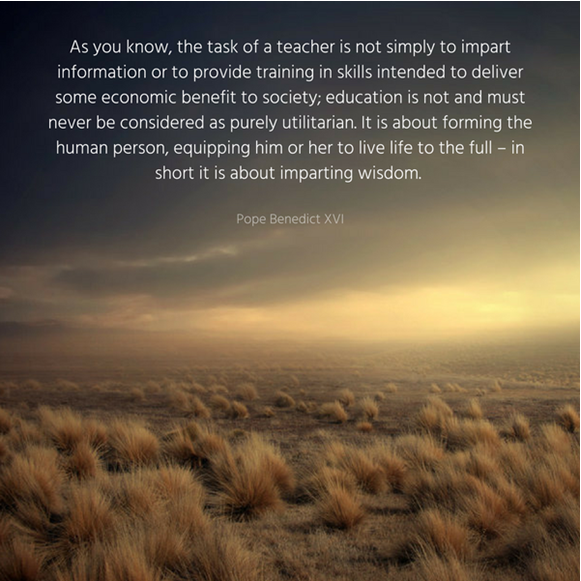 As you know, the task of a teacher is not simply to impart
information or to provide training in skills intended to deliver
some economic benefit to society; education is not and must
never be considered as purely utilitarian. It is about forming the
human person, equipping him or her to live life to the full – in
short it is about imparting wisdom.
Pope Benedict XVI